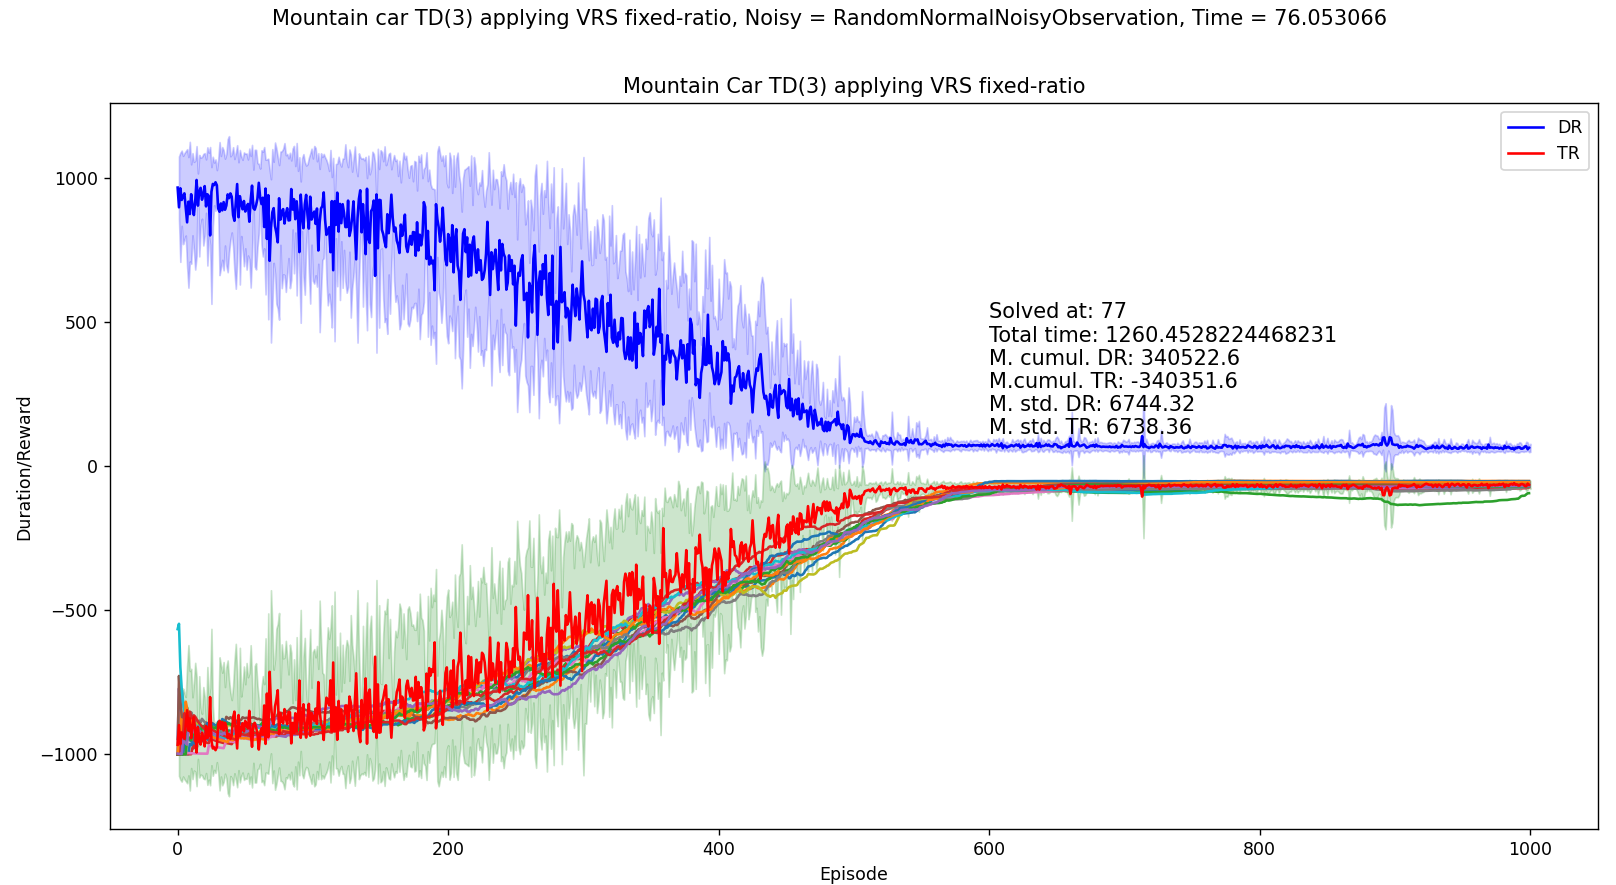 Mountain car TD(3) applying VRS fixed-ratio, Noisy = RandomNormalNoisyObservation, Time = 76.053066
Mountain Car TD(3) applying VRS fixed-ratio
DR
TR
1000
500
0
−500
−1000
Duration/Reward
Solved at: 77
Total time: 1260.4528224468231
M. cumul. DR: 340522.6
M.cumul. TR: -340351.6
M. std. DR: 6744.32
M. std. TR: 6738.36
0
200
400
600
800
1000
Episode